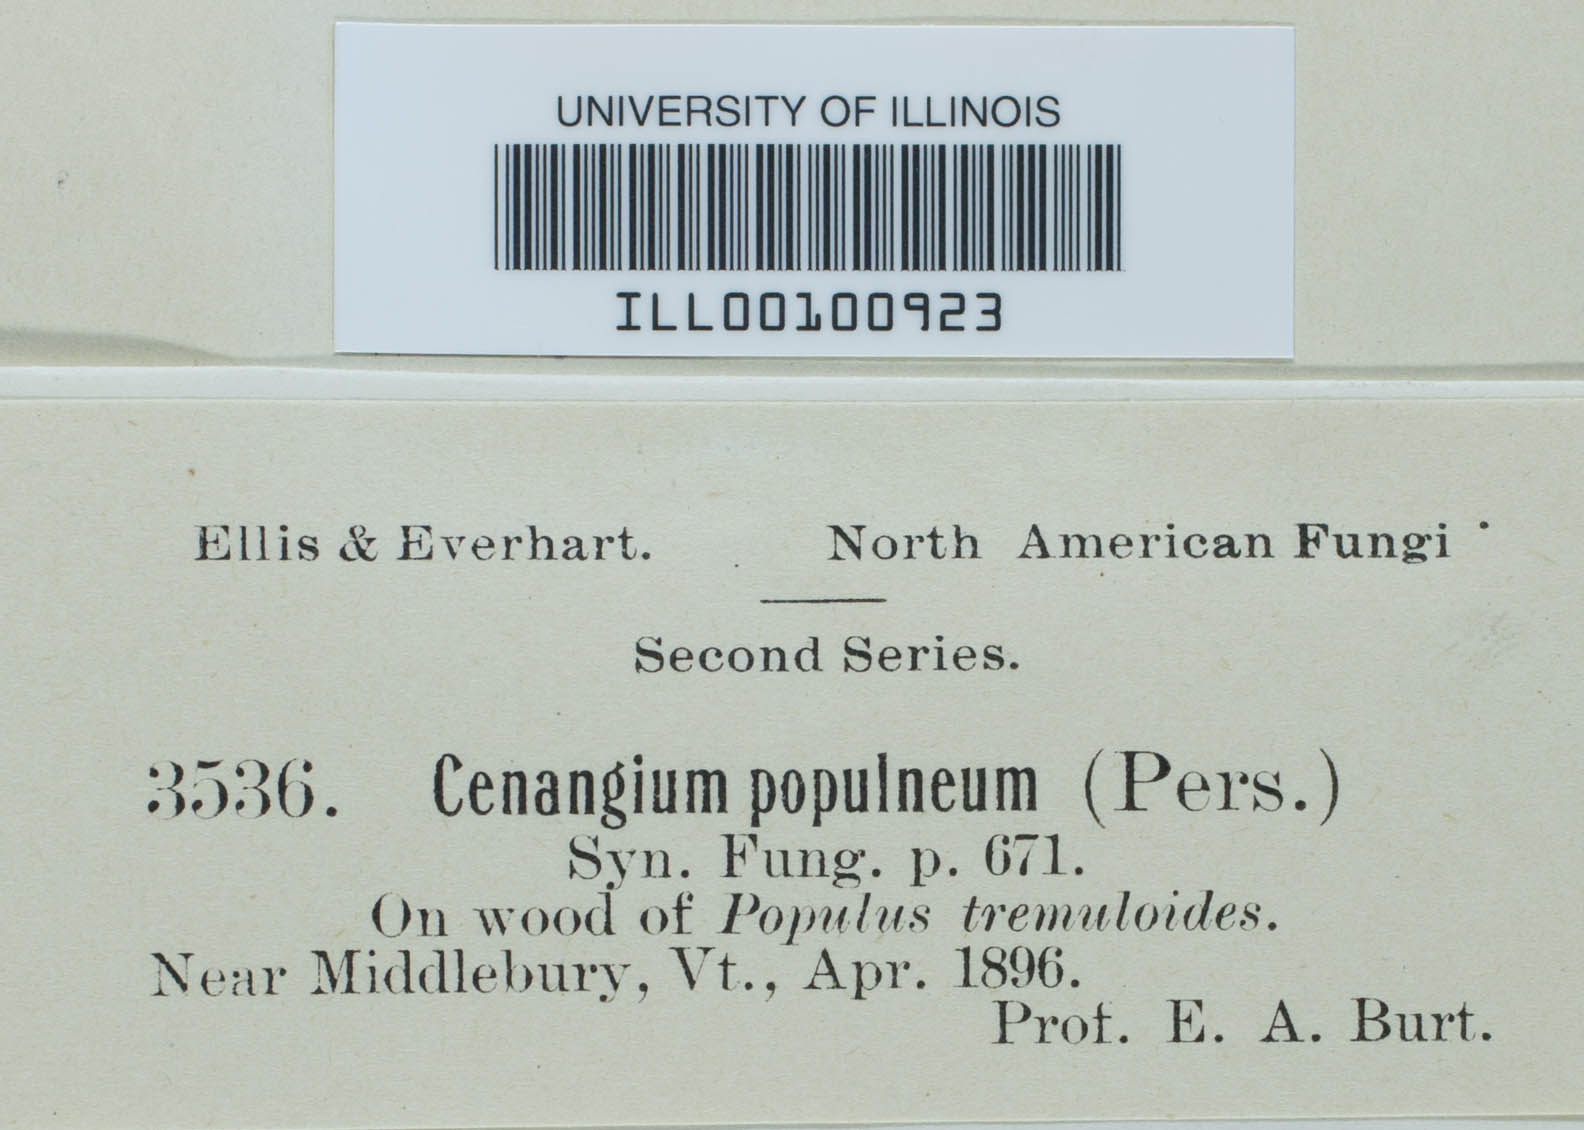 UNIVERSITY OF ILLINOIS
ILL00100923
Ellis & Everhart. North American Fungi
Second Series.
3536. Cenangium populneum (Pers.)
Syn. Fung. p. 671.
On wood of Populus tremuloides.
Near Middlebury, Vt., Apr. 1896.
Prof. E. A. Burt.